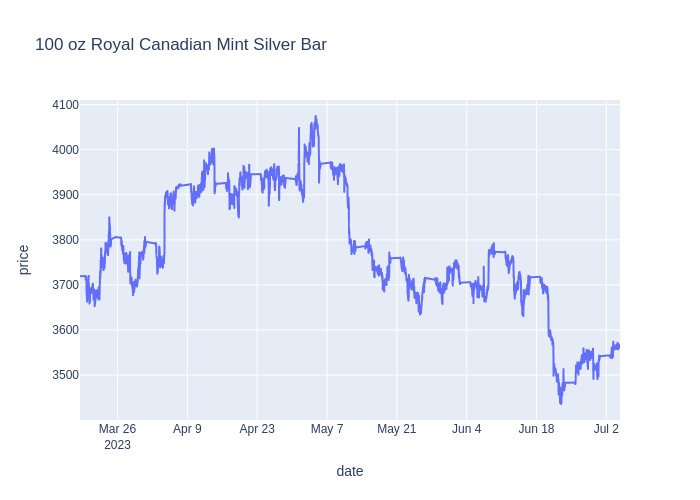 100 oz Royal Canadian Mint Silver Bar
4100
4000
3900
3800
3700
3600
3500
price
Mar 26
2023
Apr 9
Apr 23
May 7
May 21
Jun 4
Jun 18
Jul 2
date